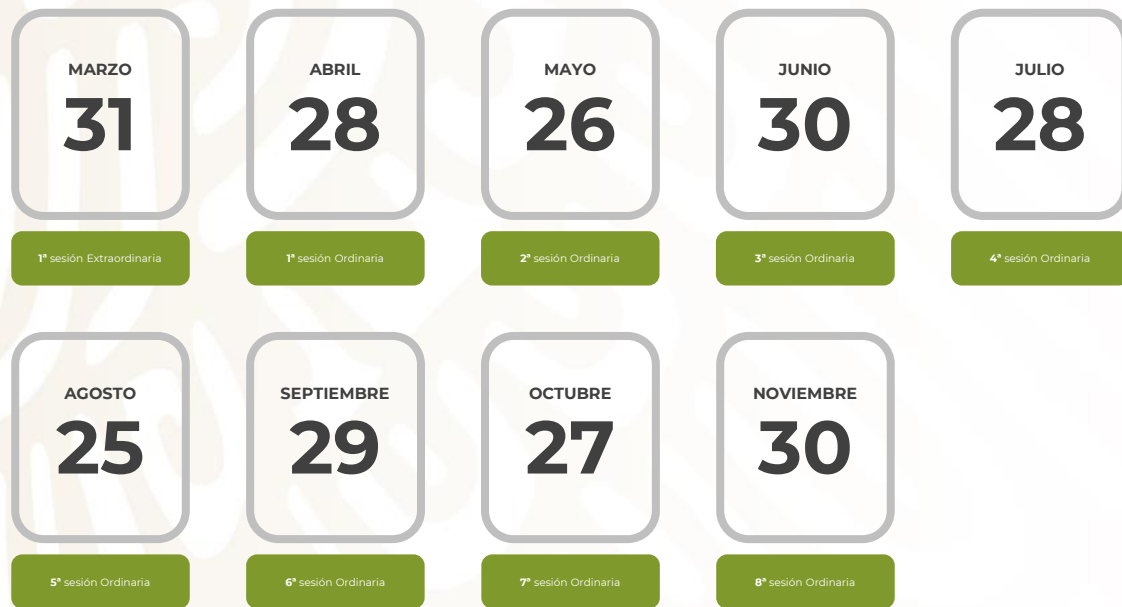 MARZO
31
1ª sesión Extraordinaria
ABRIL
28
1ª sesión Ordinaria
MAYO
26
2ª sesión Ordinaria
JUNIO
30
3ª sesión Ordinaria
JULIO
28
4ª sesión Ordinaria
AGOSTO
25
5ª sesión Ordinaria
SEPTIEMBRE
29
6ª sesión Ordinaria
OCTUBRE
27
7ª sesión Ordinaria
NOVIEMBRE
30
8ª sesión Ordinaria